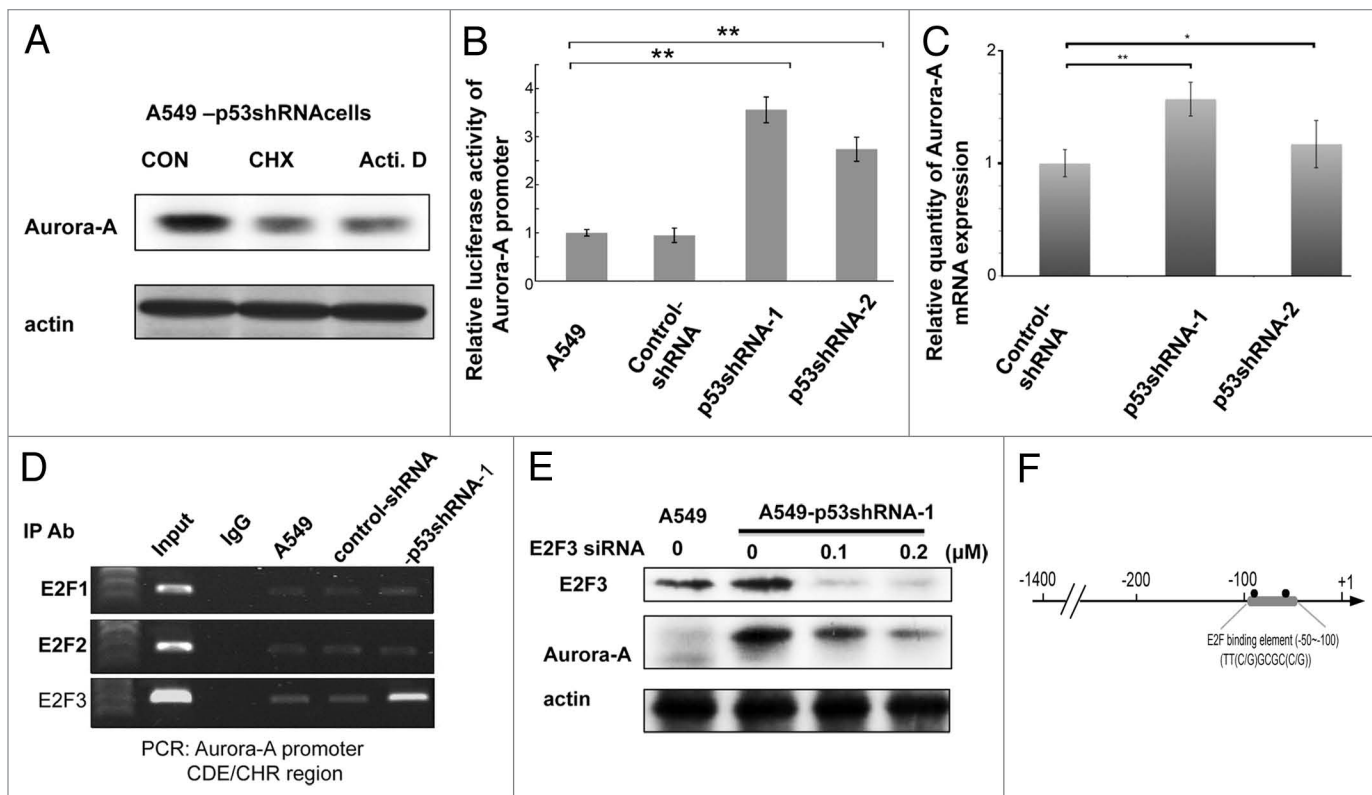 A
A549 –p53shRNAcells
CON CHX Acti. D
Aurora-A
actin
B
Relative luciferase activity of
Aurora-A promoter
** 
**
4
3
2
1
0
A549
Control-
shRNA
p53shRNA-1
p53shRNA-2
C
Relative quantity of Aurora-A
mRNA expression
*
**
2
1
0
Control-
shRNA
p53shRNA-1
p53shRNA-2
D
IP Ab
Input IgG A549 control-shRNA -p53shRNA-1
E2F1
E2F2
E2F3
PCR: Aurora-A promoter
CDE/CHR region
E
A549 A549-p53shRNA-1
E2F3 siRNA 0 0 0.1 0.2 (µM)
E2F3
Aurora-A
actin
F
-1400 -200 -100 +1
E2F binding element (-50~-100)
(TT(C/G)GCGC(C/G))